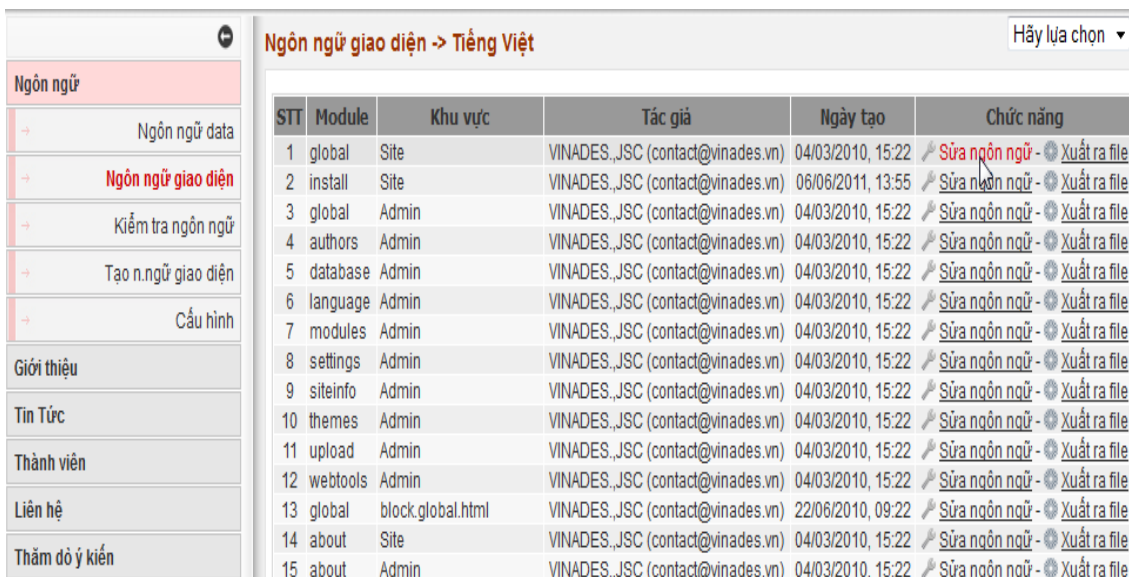 Ngôn ngữ
Ngôn ngữ data
Ngôn ngữ giao diện
Kiểm tra ngôn ngữ
Tạo n.ngữ giao diện
Cấu hình
Giới thiệu
Tin Tức
Thành viên
Liên hệ
Thăm dò ý kiến
Ngôn ngữ giao diện -> Tiếng Việt
Hãy lựa chọn
STT Module Khu vực Tác giả Ngày tạo Chức năng
1 global Site VINADES.,JSC (contact@vinades.vn) 04/03/2010, 15:22 Sửa ngôn ngữ - Xuất ra file
2 install Site VINADES.,JSC (contact@vinades.vn) 06/06/2011, 13:55 Sửa ngôn ngữ - Xuất ra file
3 global Admin VINADES.,JSC (contact@vinades.vn) 04/03/2010, 15:22 Sửa ngôn ngữ - Xuất ra file
4 authors Admin VINADES.,JSC (contact@vinades.vn) 04/03/2010, 15:22 Sửa ngôn ngữ - Xuất ra file
5 database Admin VINADES.,JSC (contact@vinades.vn) 04/03/2010, 15:22 Sửa ngôn ngữ - Xuất ra file
6 language Admin VINADES.,JSC (contact@vinades.vn) 04/03/2010, 15:22 Sửa ngôn ngữ - Xuất ra file
7 modules Admin VINADES.,JSC (contact@vinades.vn) 04/03/2010, 15:22 Sửa ngôn ngữ - Xuất ra file
8 settings Admin VINADES.,JSC (contact@vinades.vn) 04/03/2010, 15:22 Sửa ngôn ngữ - Xuất ra file
9 siteinfo Admin VINADES.,JSC (contact@vinades.vn) 04/03/2010, 15:22 Sửa ngôn ngữ - Xuất ra file
10 themes Admin VINADES.,JSC (contact@vinades.vn) 04/03/2010, 15:22 Sửa ngôn ngữ - Xuất ra file
11 upload Admin VINADES.,JSC (contact@vinades.vn) 04/03/2010, 15:22 Sửa ngôn ngữ - Xuất ra file
12 webtools Admin VINADES.,JSC (contact@vinades.vn) 04/03/2010, 15:22 Sửa ngôn ngữ - Xuất ra file
13 global block.global.html VINADES.,JSC (contact@vinades.vn) 22/06/2010, 09:22 Sửa ngôn ngữ - Xuất ra file
14 about Site VINADES.,JSC (contact@vinades.vn) 04/03/2010, 15:22 Sửa ngôn ngữ - Xuất ra file
15 about Admin VINADES.,JSC (contact@vinades.vn) 04/03/2010, 15:22 Sửa ngôn ngữ - Xuất ra file